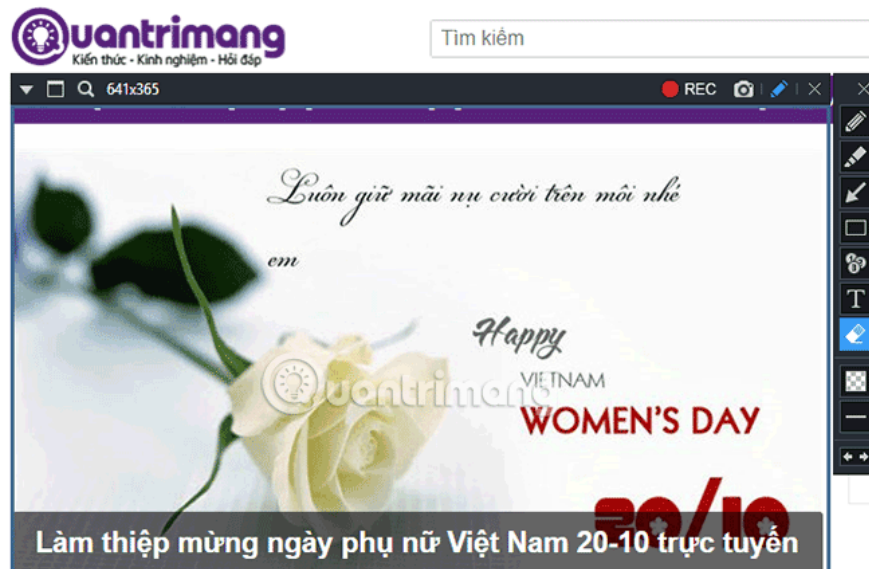 Quantrimang
Kiến thức - Kinh nghiệm - Hỏi đáp
Tìm kiếm
641x365
REC
Luôn giữ mãi nụ cười trên môi nhé
em
Happy
VIETNAM
Quantrimang
WOMEN'S DAY
20/10
Làm thiệp mừng ngày phụ nữ Việt Nam 20-10 trực tuyến
T